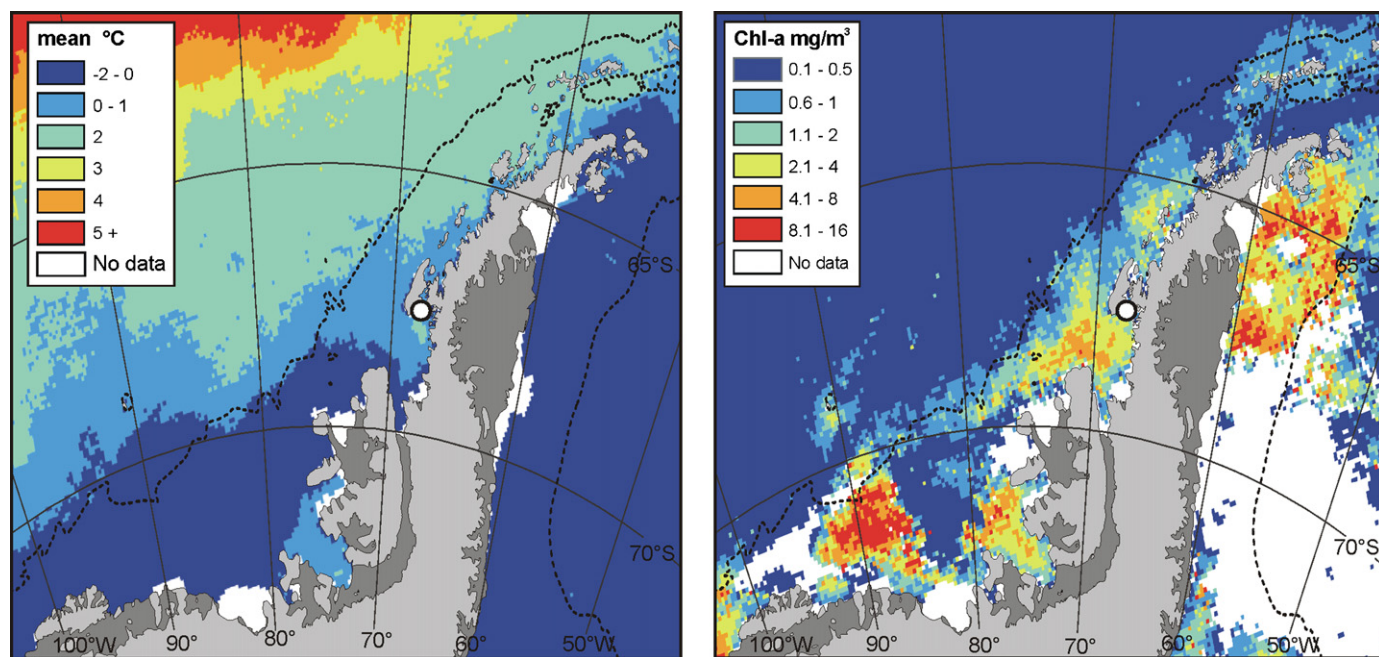 mean °C
-2 - 0
0 - 1
2
3
4
5 +
No data
65°S
70°S
100°W
90°
80°
70°
60°
50°W
Chl-a mg/m³
0.1 - 0.5
0.6 - 1
1.1 - 2
2.1 - 4
4.1 - 8
8.1 - 16
No data
65°S
70°S
100°W
90°
80°
70°
60°
50°W